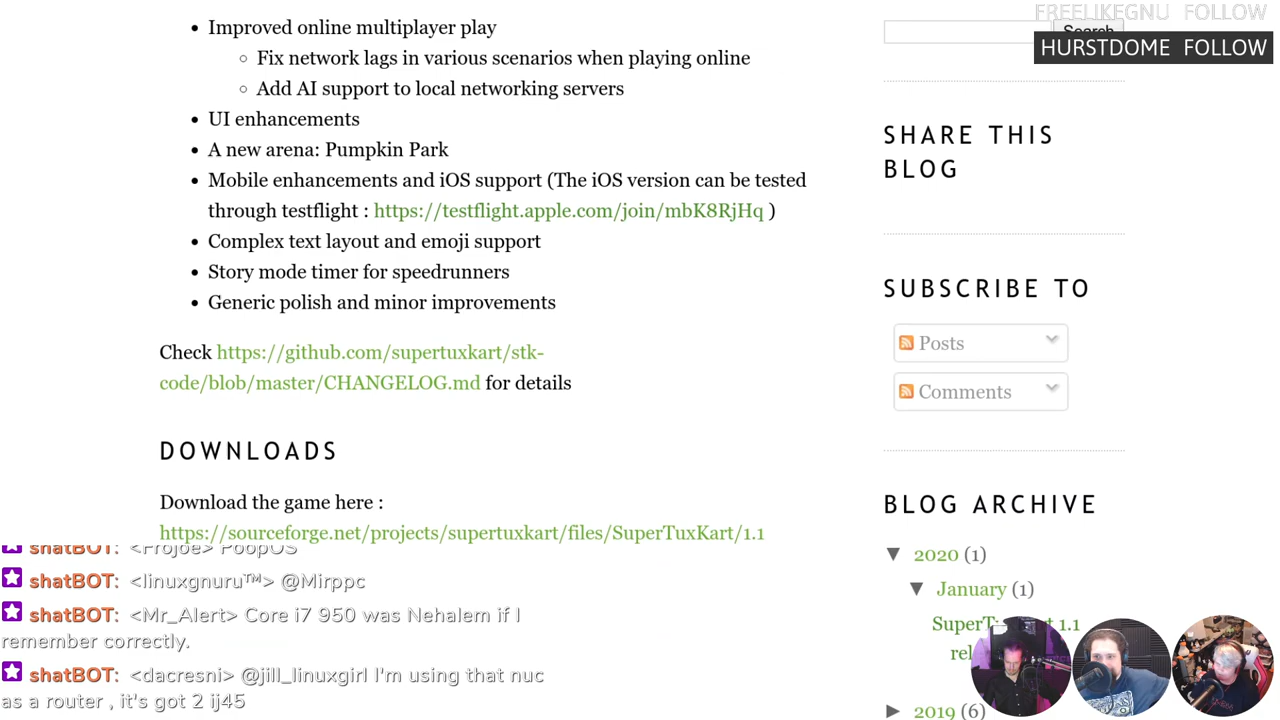 FREELIKEGNU FOLLOW
Improved online multiplayer play
Search
HURSTDOME FOLLOW
Fix network lags in various scenarios when playing online
Add AI support to local networking servers
UI enhancements
A new arena: Pumpkin Park
Mobile enhancements and iOS support (The iOS version can be tested
through testflight : https://testflight.apple.com/join/mbK8RjHq )
Complex text layout and emoji support
Story mode timer for speedrunners
Generic polish and minor improvements
Check https://github.com/supertuxkart/stk-
code/blob/master/CHANGELOG.md for details
DOWNLOADS
Download the game here :
https://sourceforge.net/projects/supertuxkart/files/SuperTuxKart/1.1
SHARE THIS
BLOG
SUBSCRIBE TO
Posts
Comments
BLOG ARCHIVE
▼ 2020 (1)
▼ January (1)
1.1
► 2019 (6)
shatBOT: <Frojoe> PoopOS
shatBOT: <linuxgnuru™> @Mirppc
shatBOT: <Mr_Alert> Core i7 950 was Nehalem if I
remember correctly.
shatBOT: <dacresni> @jill_linuxgirl I'm using that nuc
as a router , it's got 2 ij45